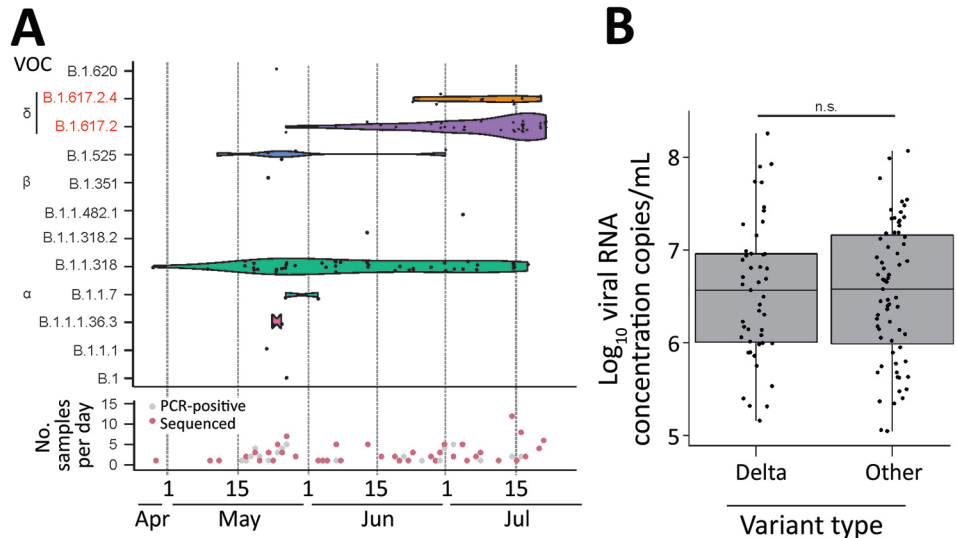 A
VOC
B.1.620
B.1.617.2.4
δ
B.1.617.2
B.1.525
β
B.1.351
B.1.1.482.1
B.1.1.318.2
B.1.1.318
α
B.1.1.7
B.1.1.1.36.3
B.1.1.1
B.1
No. samples per day
15
10
5
0
PCR-positive
Sequenced
1 15 1 15 1 15
Apr May Jun Jul
B
n.s.
Log10 viral RNA
concentration copies/mL
8
7
6
5
Delta Other
Variant type